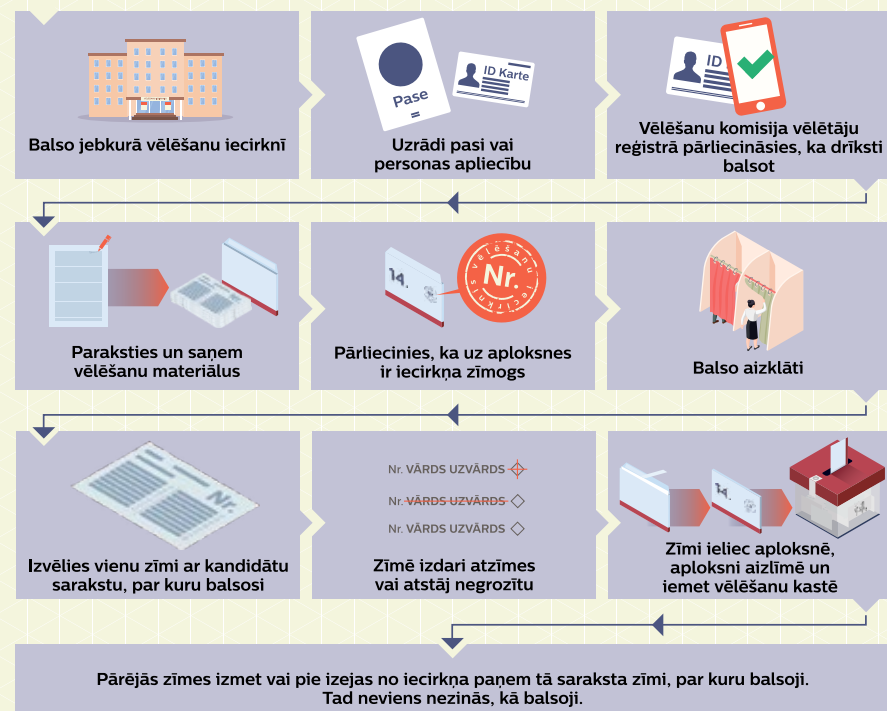 Balso jebkurā vēlēšanu iecirknī
Pase
ID Karte
Uzrādi pasi vai
personas apliecību
ID
Vēlēšanu komisija vēlētāju
reģistrā pārliecināsies, ka drīksti
balsot
Paraksties un saņem
vēlēšanu materiālus
14.
vēlēšanu iecirknis
Nr.
Pārliecinies, ka uz aploksnes
ir iecirkņa zīmogs
Balso aizklāti
Nr.
Izvēlies vienu zīmi ar kandidātu
sarakstu, par kuru balsosi
Nr. VĀRDS UZVĀRDS
Nr. VĀRDS UZVĀRDS
Nr. VĀRDS UZVĀRDS
Zīmē izdari atzīmes
vai atstāj negrozītu
14.
Zīmi ieliec aploksnē,
aploksni aizlīmē un
iemet vēlēšanu kastē
Pārējās zīmes izmet vai pie izejas no iecirkņa paņem tā saraksta zīmi, par kuru balsoji.
Tad neviens nezinās, kā balsoji.